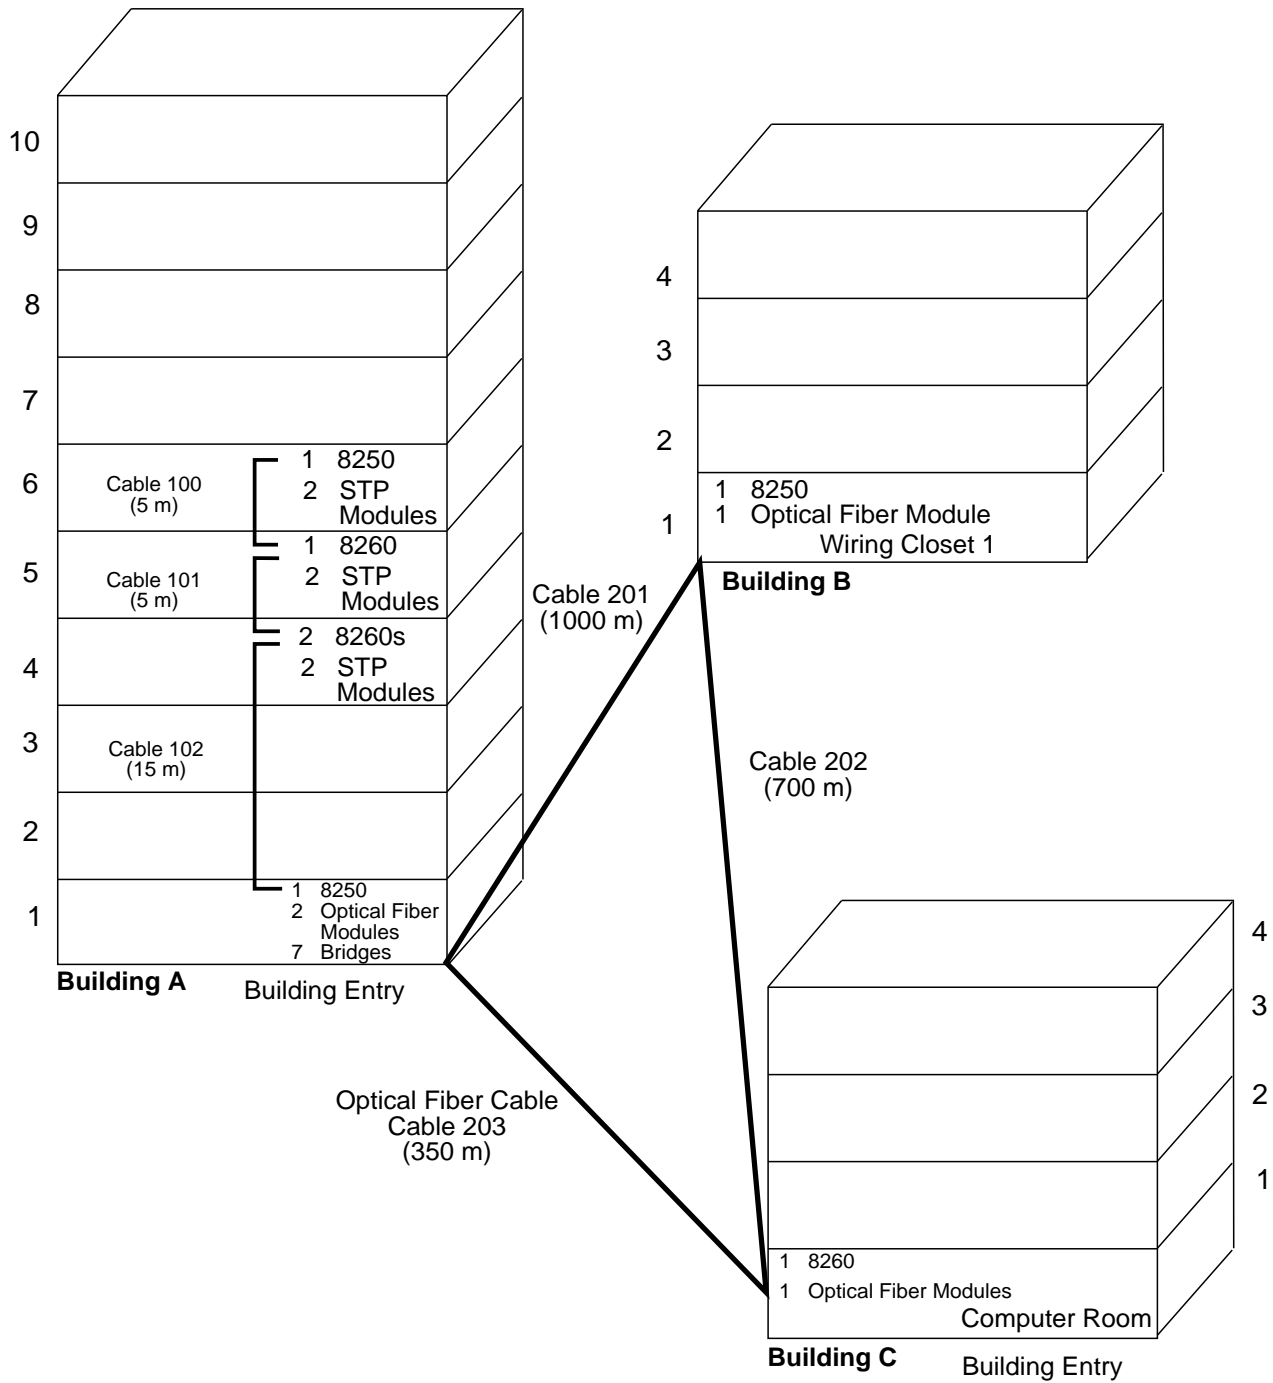 10
9
8
7
6
Cable 100
(5 m)
1 8250
2 STP
Modules
5
Cable 101
(5 m)
1 8260
2 STP
Modules
4
2 8260s
2 STP
Modules
3
Cable 102
(15 m)
2
1
1 8250
2 Optical Fiber
Modules
7 Bridges
Building A
Building Entry
4
3
2
1
1 8250
1 Optical Fiber Module
Wiring Closet 1
Building B
Cable 201
(1000 m)
Cable 202
(700 m)
Optical Fiber Cable
Cable 203
(350 m)
4
3
2
1
1 8260
1 Optical Fiber Modules
Computer Room
Building C
Building Entry